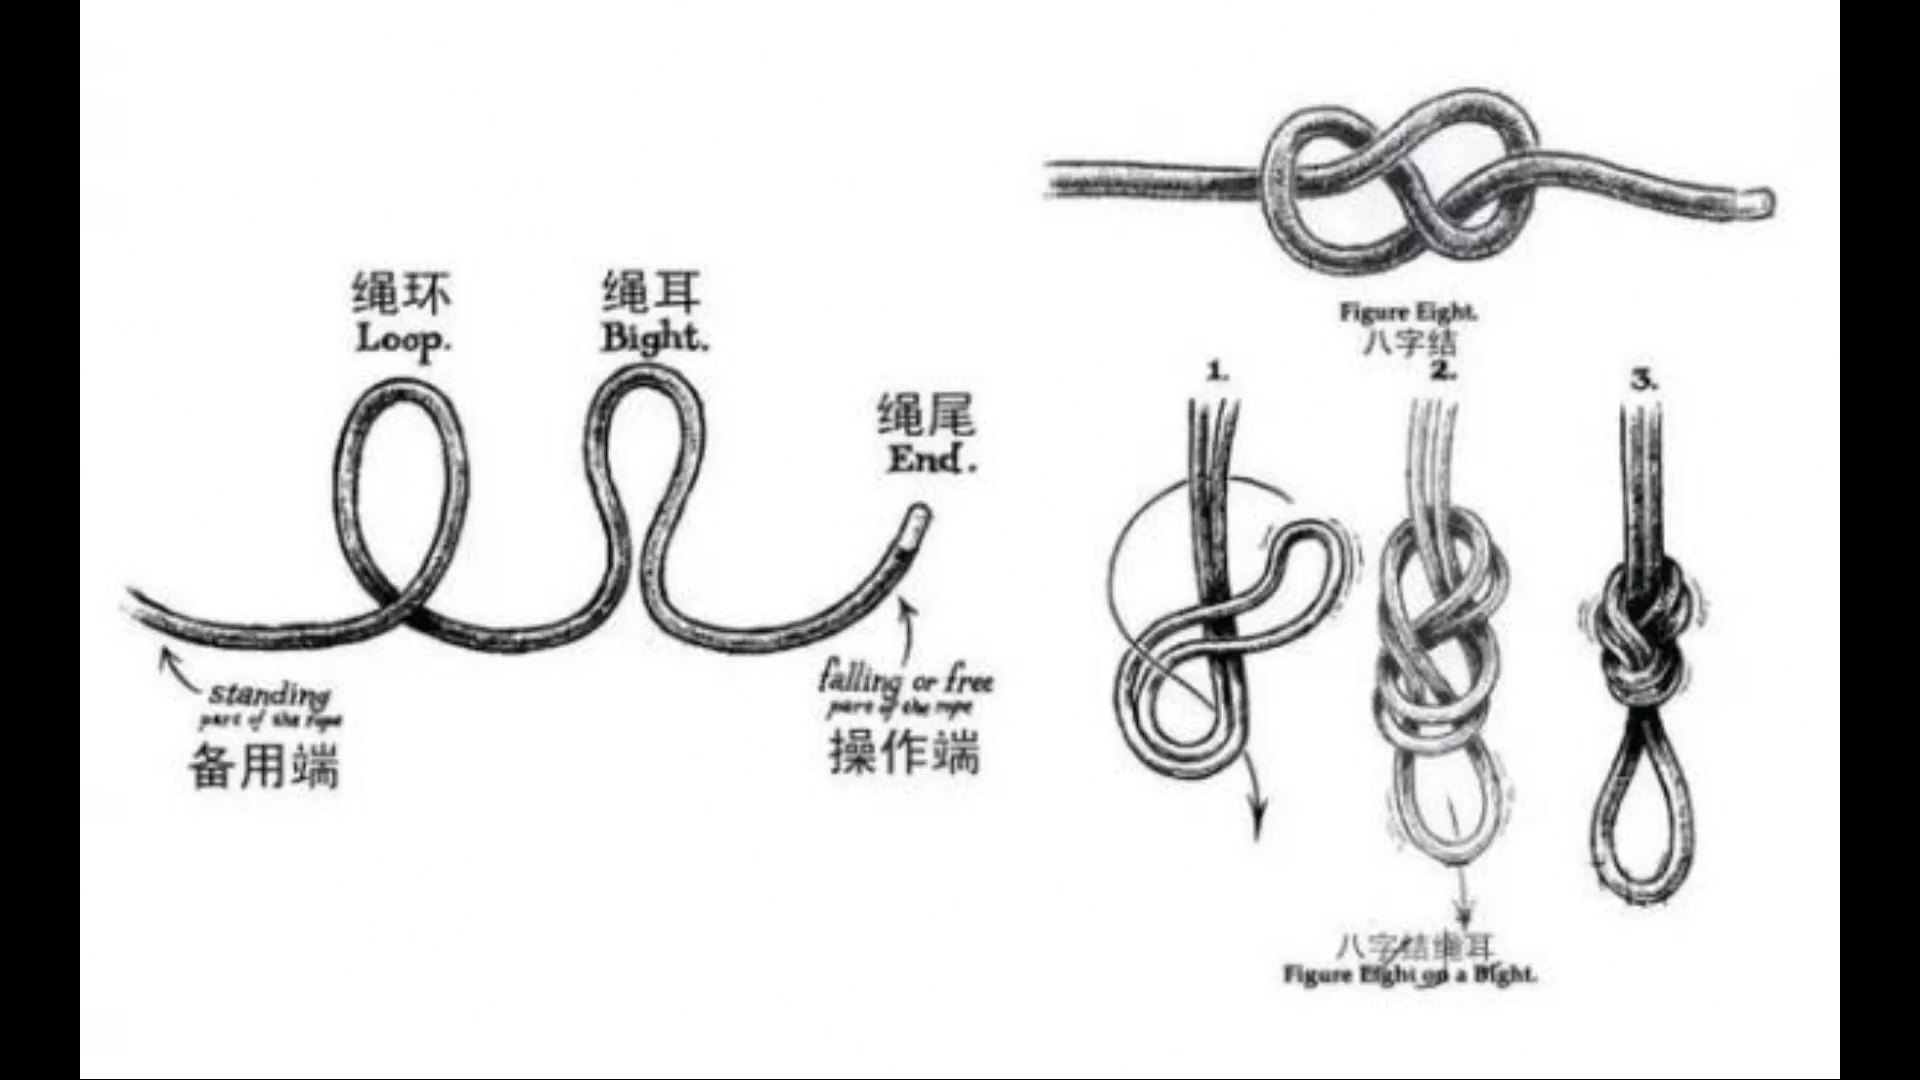 绳环
Loop.
绳耳
Bight.
绳尾
End.
standing
part of the rope
备用端
falling or free
part of the rope
操作端
Figure Eight.
八字结
1.
2.
3.
八字结绳耳
Figure Eight on a Bight.